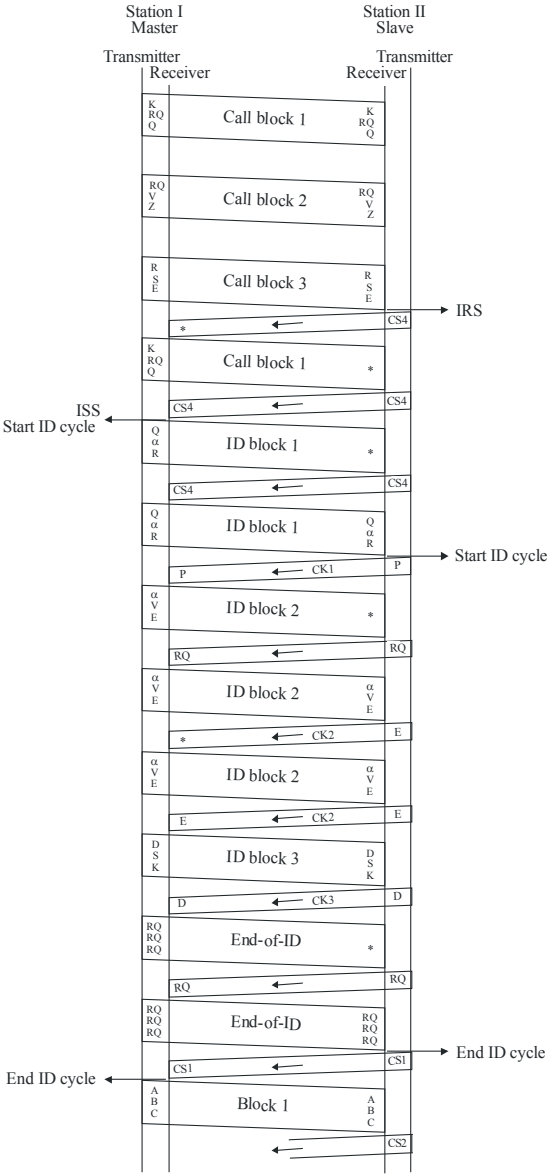 Station I
Master
Station II
Slave
Transmitter
Receiver
Receiver
Transmitter
K
RQ
Q
Call block 1
K
RQ
Q
RQ
V
Z
Call block 2
RQ
V
Z
R
S
E
Call block 3
R
S
E
IRS
*
CS4
K
RQ
Q
Call block 1
*
ISS
CS4
CS4
Start ID cycle
Q
α
R
ID block 1
*
CS4
CS4
Q
α
R
ID block 1
Q
α
R
Start ID cycle
P
CK1
P
α
V
E
ID block 2
*
RQ
RQ
α
V
E
ID block 2
α
V
E
*
CK2
E
α
V
E
ID block 2
α
V
E
E
CK2
E
D
S
K
ID block 3
D
S
K
D
CK3
D
RQ
RQ
RQ
End-of-ID
*
RQ
RQ
RQ
RQ
RQ
End-of-ID
RQ
RQ
RQ
End ID cycle
CS1
CS1
End ID cycle
A
B
C
Block 1
A
B
C
CS2